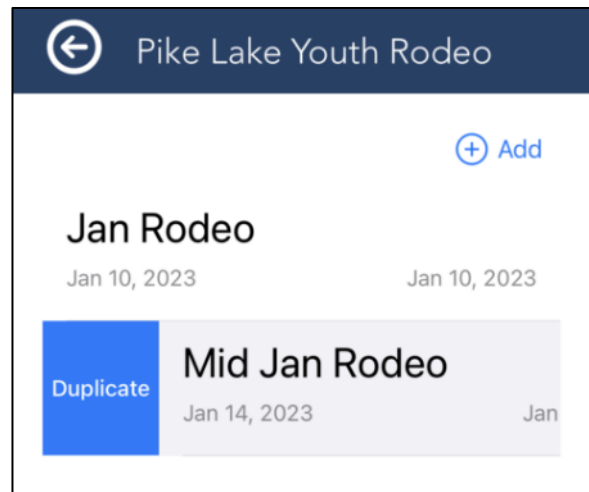 Pike Lake Youth Rodeo
Add
Jan Rodeo
Jan 10, 2023 Jan 10, 2023
Duplicate
Mid Jan Rodeo
Jan 14, 2023 Jan